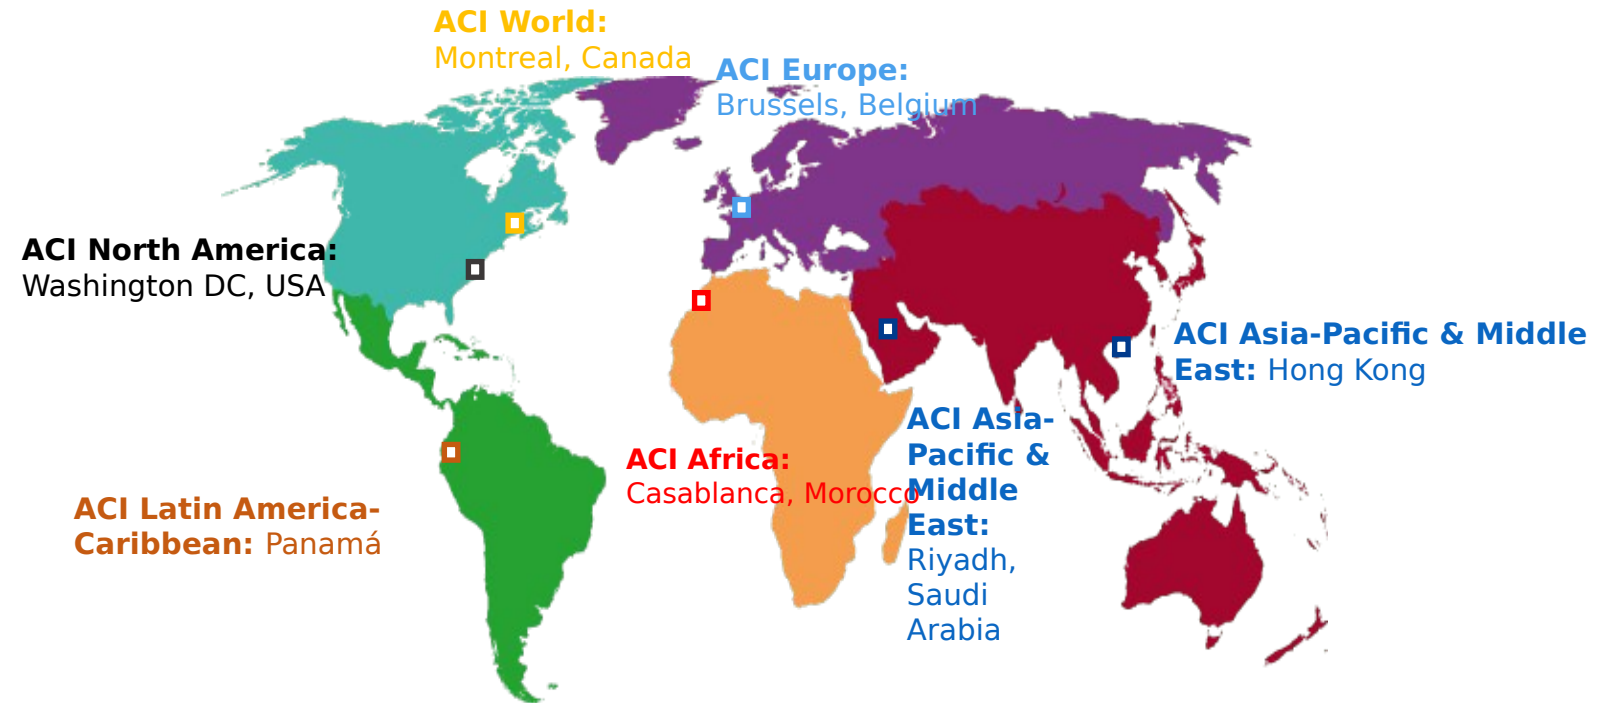 ACI World:
Montreal, Canada
ACI Europe:
Brussels, Belgium
ACI North America:
Washington DC, USA
ACI Asia-Pacific & Middle
East: Hong Kong
ACI Asia-
Pacific &
Middle
East:
Riyadh,
Saudi
Arabia
ACI Africa:
Casablanca, Morocco
ACI Latin America-
Caribbean: Panamá